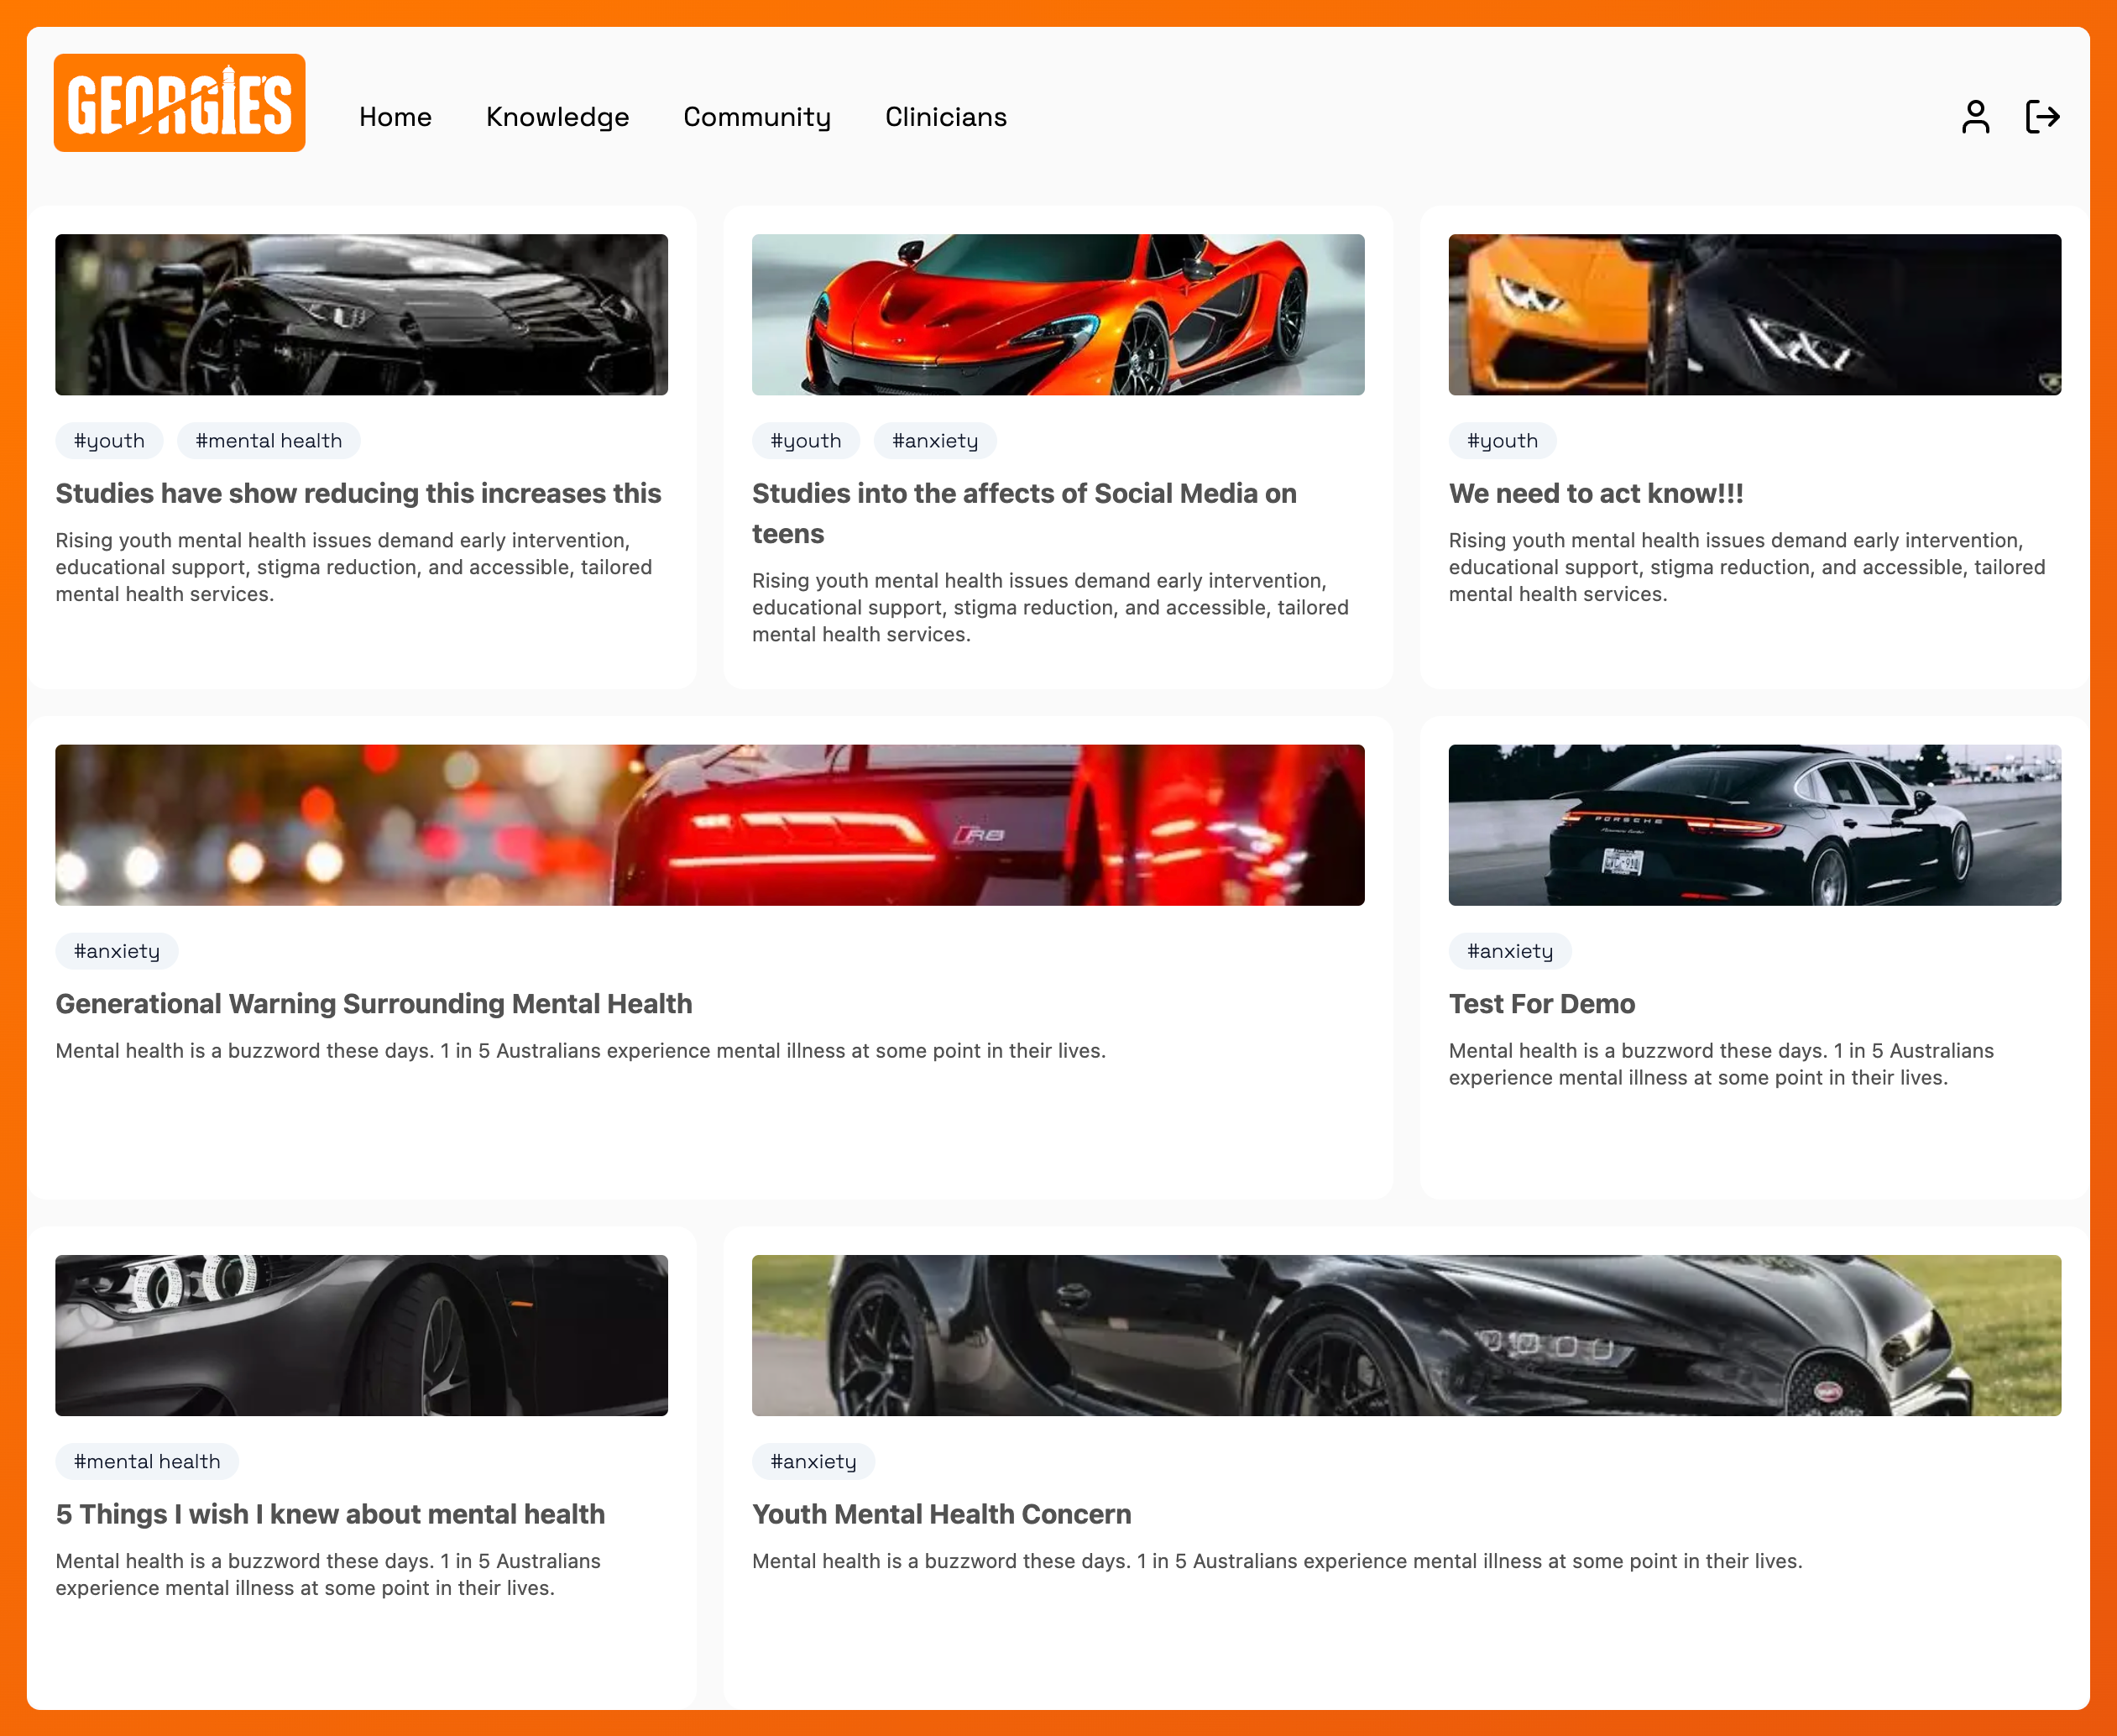 GEORGIE'S
Home Knowledge Community Clinicians
#youth #mental health
Studies have show reducing this increases this
Rising youth mental health issues demand early intervention,
educational support, stigma reduction, and accessible, tailored
mental health services.
#youth #anxiety
Studies into the affects of Social Media on
teens
Rising youth mental health issues demand early intervention,
educational support, stigma reduction, and accessible, tailored
mental health services.
#youth
We need to act know!!!
Rising youth mental health issues demand early intervention,
educational support, stigma reduction, and accessible, tailored
mental health services.
R8
#anxiety
Generational Warning Surrounding Mental Health
Mental health is a buzzword these days. 1 in 5 Australians experience mental illness at some point in their lives.
PORSCHE
#anxiety
Test For Demo
Mental health is a buzzword these days. 1 in 5 Australians
experience mental illness at some point in their lives.
#mental health
5 Things I wish I knew about mental health
Mental health is a buzzword these days. 1 in 5 Australians
experience mental illness at some point in their lives.
#anxiety
Youth Mental Health Concern
Mental health is a buzzword these days. 1 in 5 Australians experience mental illness at some point in their lives.